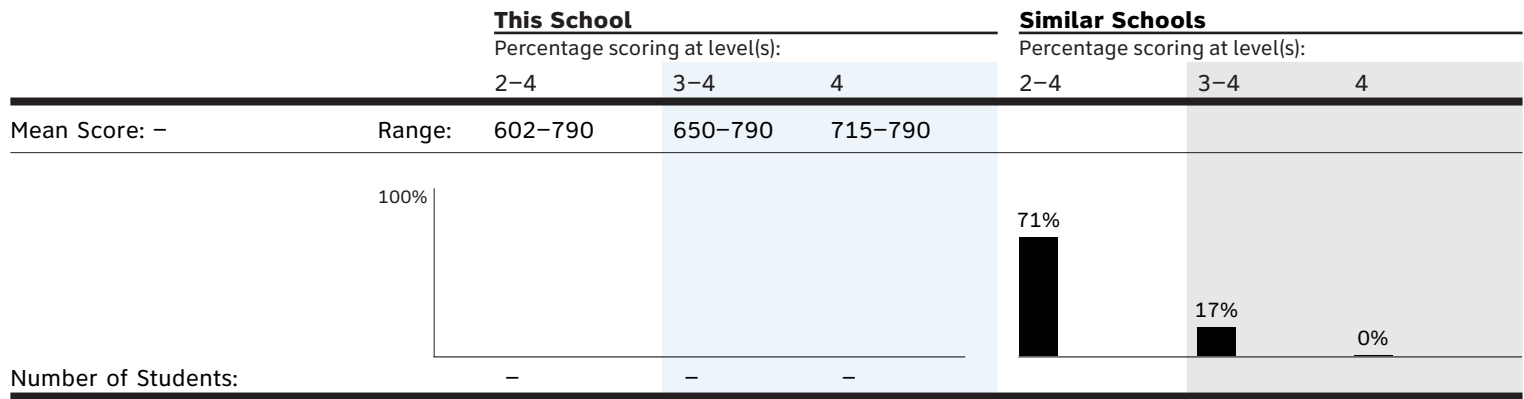 This School Similar Schools
Percentage scoring at level(s): Percentage scoring at level(s):
2–4 3–4 4 2–4 3–4 4
Mean Score: – Range: 602–790 650–790 715–790
100%
71%
17%
0%
Number of Students: – – –